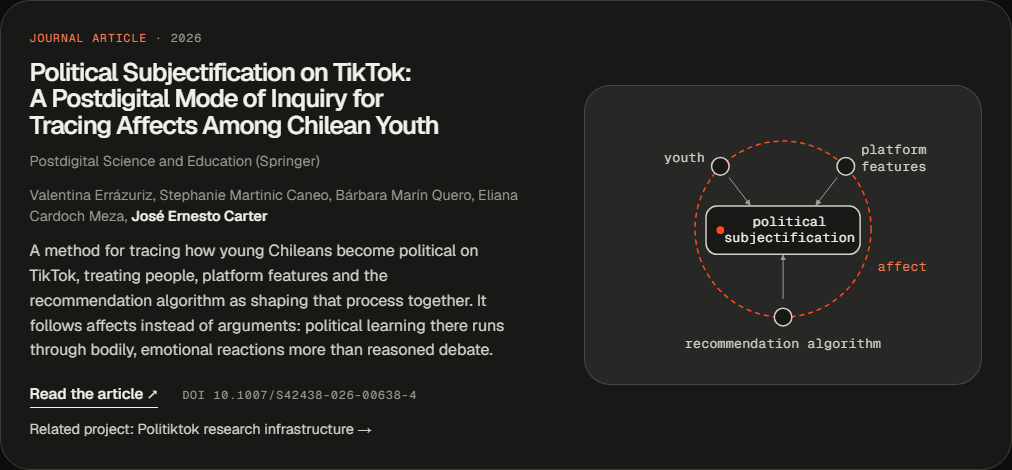 JOURNAL ARTICLE · 2026
Political Subjectification on TikTok:
A Postdigital Mode of Inquiry for
Tracing Affects Among Chilean Youth
Postdigital Science and Education (Springer)
Valentina Errázuriz, Stephanie Martinic Caneo, Bárbara Marín Quero, Eliana
Cardoch Meza, José Ernesto Carter
A method for tracing how young Chileans become political on
TikTok, treating people, platform features and the
recommendation algorithm as shaping that process together. It
follows affects instead of arguments: political learning there runs
through bodily, emotional reactions more than reasoned debate.
Read the article ↗
DOI 10.1007/S42438-026-00638-4
Related project: Politiktok research infrastructure →
youth
platform
features
political
subjectification
affect
recommendation algorithm